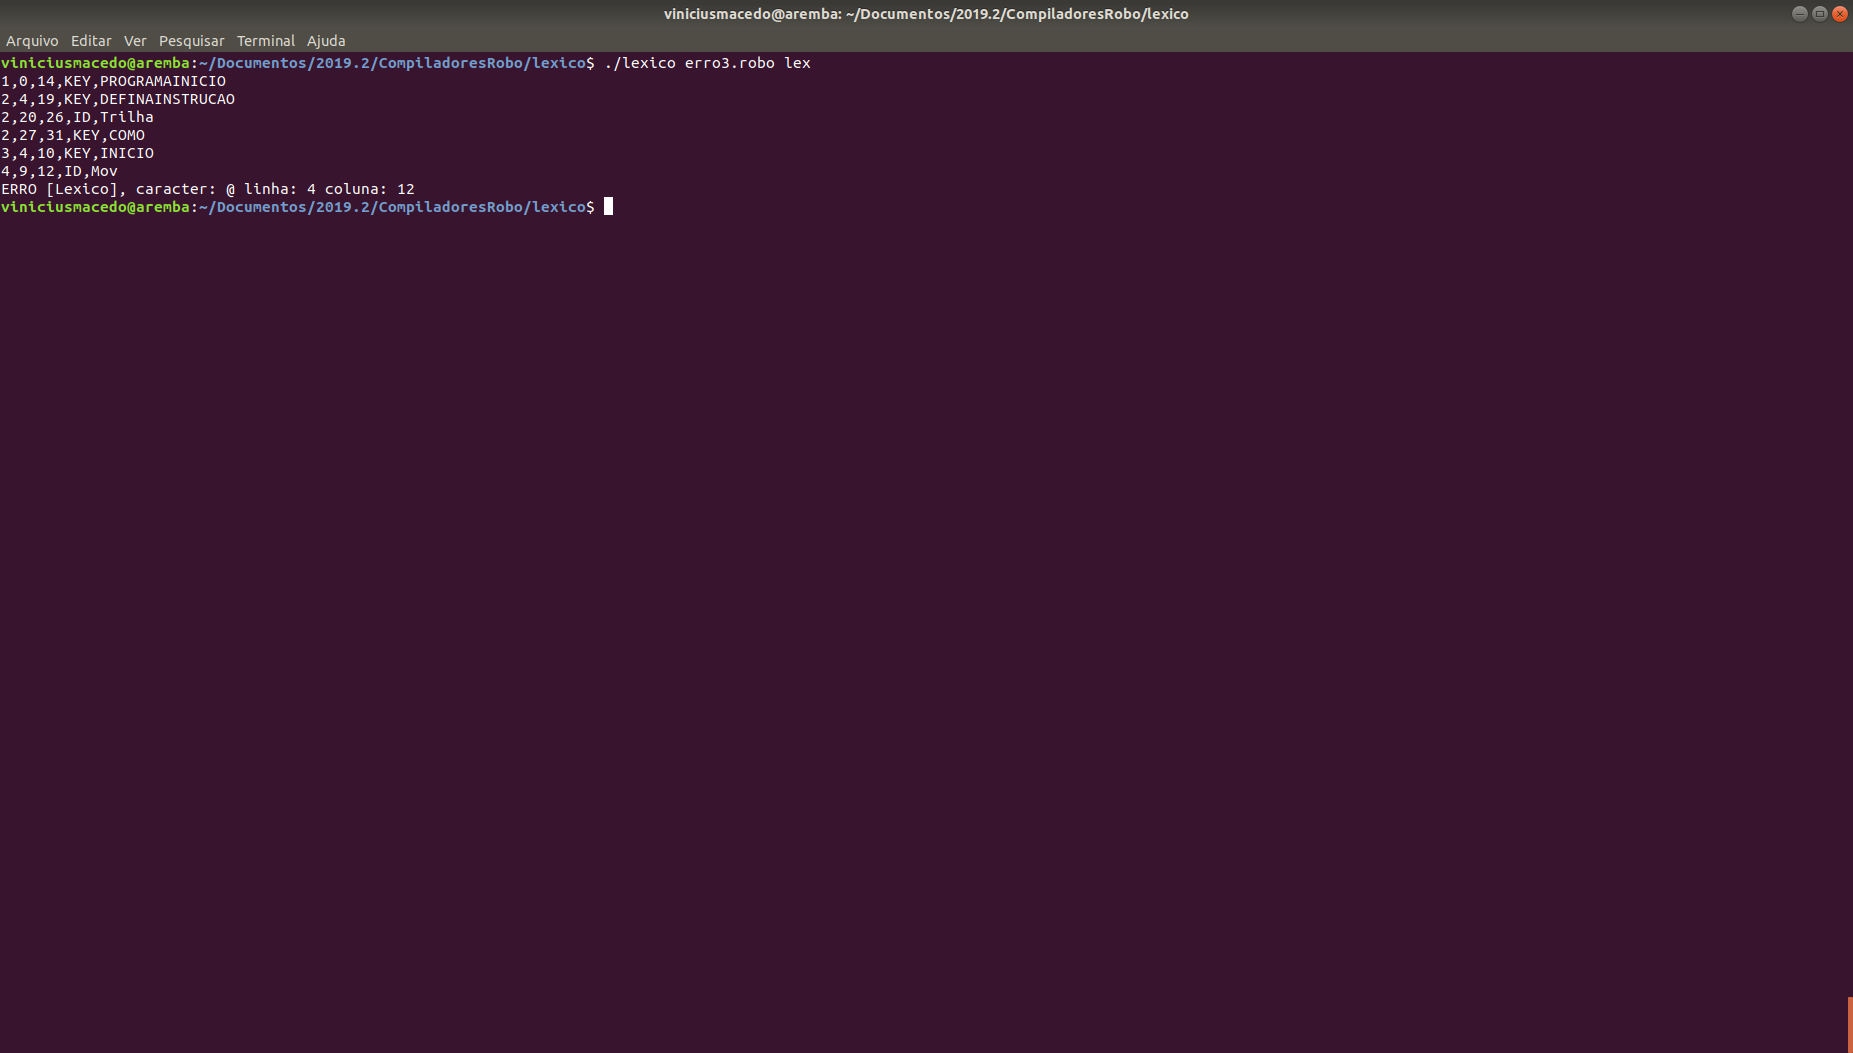 viniciusmacedo@aremba: ~/Documentos/2019.2/CompiladoresRobo/lexico
Arquivo Editar Ver Pesquisar Terminal Ajuda
viniciusmacedo@aremba:~/Documentos/2019.2/CompiladoresRobo/lexico$ ./lexico erro3.robo lex
1,0,14,KEY,PROGRAMAINICIO
2,4,19,KEY,DEFINAINSTRUCAO
2,20,26,ID,Trilha
2,27,31,KEY,COMO
3,4,10,KEY,INICIO
4,9,12,ID,Mov
ERRO [Lexico], caracter: @ linha: 4 coluna: 12
viniciusmacedo@aremba:~/Documentos/2019.2/CompiladoresRobo/lexico$